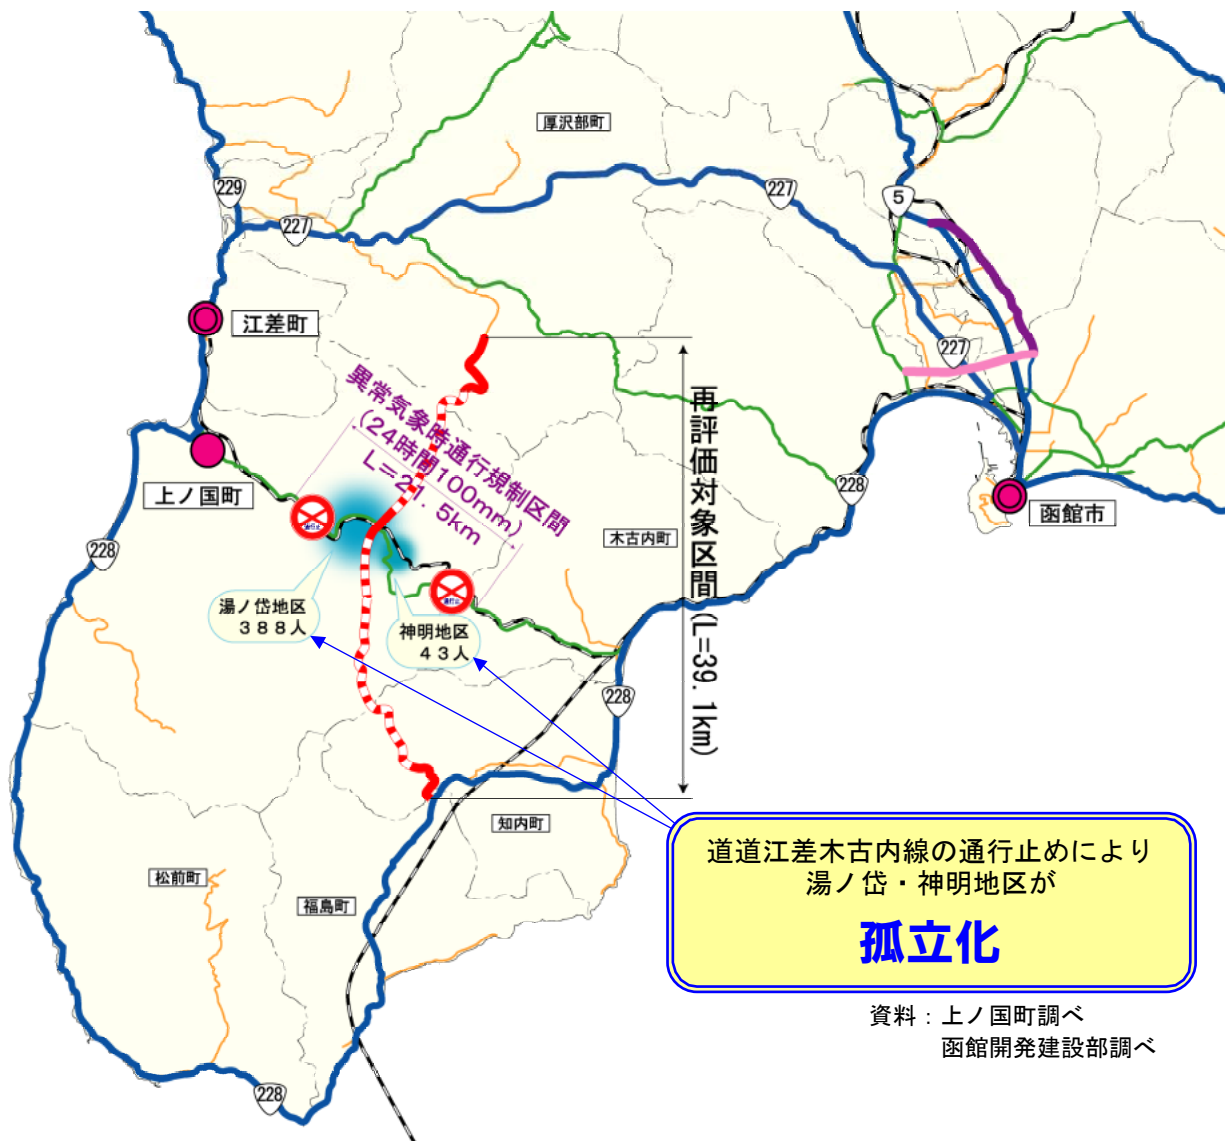 厚沢部町
229
227
227
5
江差町
227
異常気象時通行規制区間
(24時間100mm)
L=21.5km
再評価対象区間(L=39.1km)
上ノ国町
228
函館市
木古内町
228
湯ノ岱地区
388人
神明地区
43人
228
知内町
松前町
福島町
道道江差木古内線の通行止めにより
湯ノ岱・神明地区が
孤立化
資料:上ノ国町調べ
函館開発建設部調べ
228